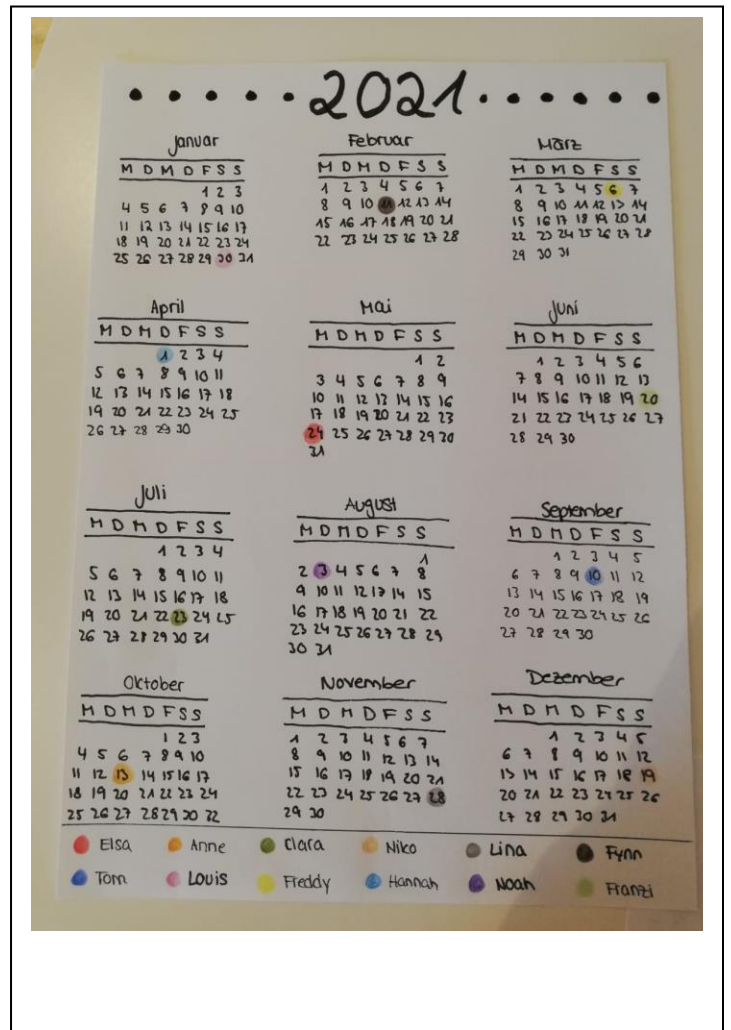 2021
Januar
M D M D F S S
1 2 3
4 5 6 7 8 9 10
11 12 13 14 15 16 17
18 19 20 21 22 23 24
25 26 27 28 29 30 31
Februar
M D M D F S S
1 2 3 4 5 6 7
8 9 10 11 12 13 14
15 16 17 18 19 20 21
22 23 24 25 26 27 28
März
M D M D F S S
1 2 3 4 5 6 7
8 9 10 11 12 13 14
15 16 17 18 19 20 21
22 23 24 25 26 27 28
29 30 31
April
M D M D F S S
1 2 3 4
5 6 7 8 9 10 11
12 13 14 15 16 17 18
19 20 21 22 23 24 25
26 27 28 29 30
Mai
M D M D F S S
1 2
3 4 5 6 7 8 9
10 11 12 13 14 15 16
17 18 19 20 21 22 23
24 25 26 27 28 29 30
31
Juni
M D M D F S S
1 2 3 4 5 6
7 8 9 10 11 12 13
14 15 16 17 18 19 20
21 22 23 24 25 26 27
28 29 30
Juli
M D M D F S S
1 2 3 4
5 6 7 8 9 10 11
12 13 14 15 16 17 18
19 20 21 22 23 24 25
26 27 28 29 30 31
August
M D M D F S S
1
2 3 4 5 6 7 8
9 10 11 12 13 14 15
16 17 18 19 20 21 22
23 24 25 26 27 28 29
30 31
September
M D M D F S S
1 2 3 4 5
6 7 8 9 10 11 12
13 14 15 16 17 18 19
20 21 22 23 24 25 26
27 28 29 30
Oktober
M D M D F S S
1 2 3
4 5 6 7 8 9 10
11 12 13 14 15 16 17
18 19 20 21 22 23 24
25 26 27 28 29 30 32
November
M D M D F S S
1 2 3 4 5 6 7
8 9 10 11 12 13 14
15 16 17 18 19 20 21
22 23 24 25 26 27 28
29 30
Dezember
M D M D F S S
1 2 3 4 5
6 7 8 9 10 11 12
13 14 15 16 17 18 19
20 21 22 23 24 25 26
27 28 29 30 31
Elsa Anne Clara Niko Lina Fynn
Tom Louis Freddy Hannah Noah Franzi